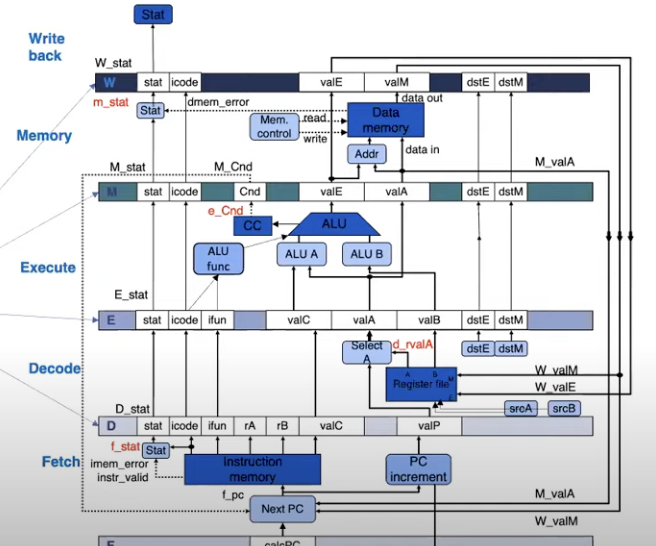 Stat
Write
back
W_stat
W stat icode valE valM dstE dstM
m_stat
Stat
dmem_error
data out
Memory
Mem.
control
read
write
Data
memory
Addr
data in
M_stat
M_Cnd
M_valA
M stat icode Cnd valE valA dstE dstM
e_Cnd
CC
ALU
Execute
ALU
func
ALU A
ALU B
E_stat
E stat icode ifun valC valA valB dstE dstM
Select
A
d_rvalA
dstE dstM
Decode
A B M
Register file
E
W_valM
W_valE
D_stat
srcA srcB
D stat icode ifun rA rB valC valP
f_stat
Stat
Fetch
imem_error
instr_valid
Instruction
memory
PC
increment
f_pc
Next PC
M_valA
W_valM